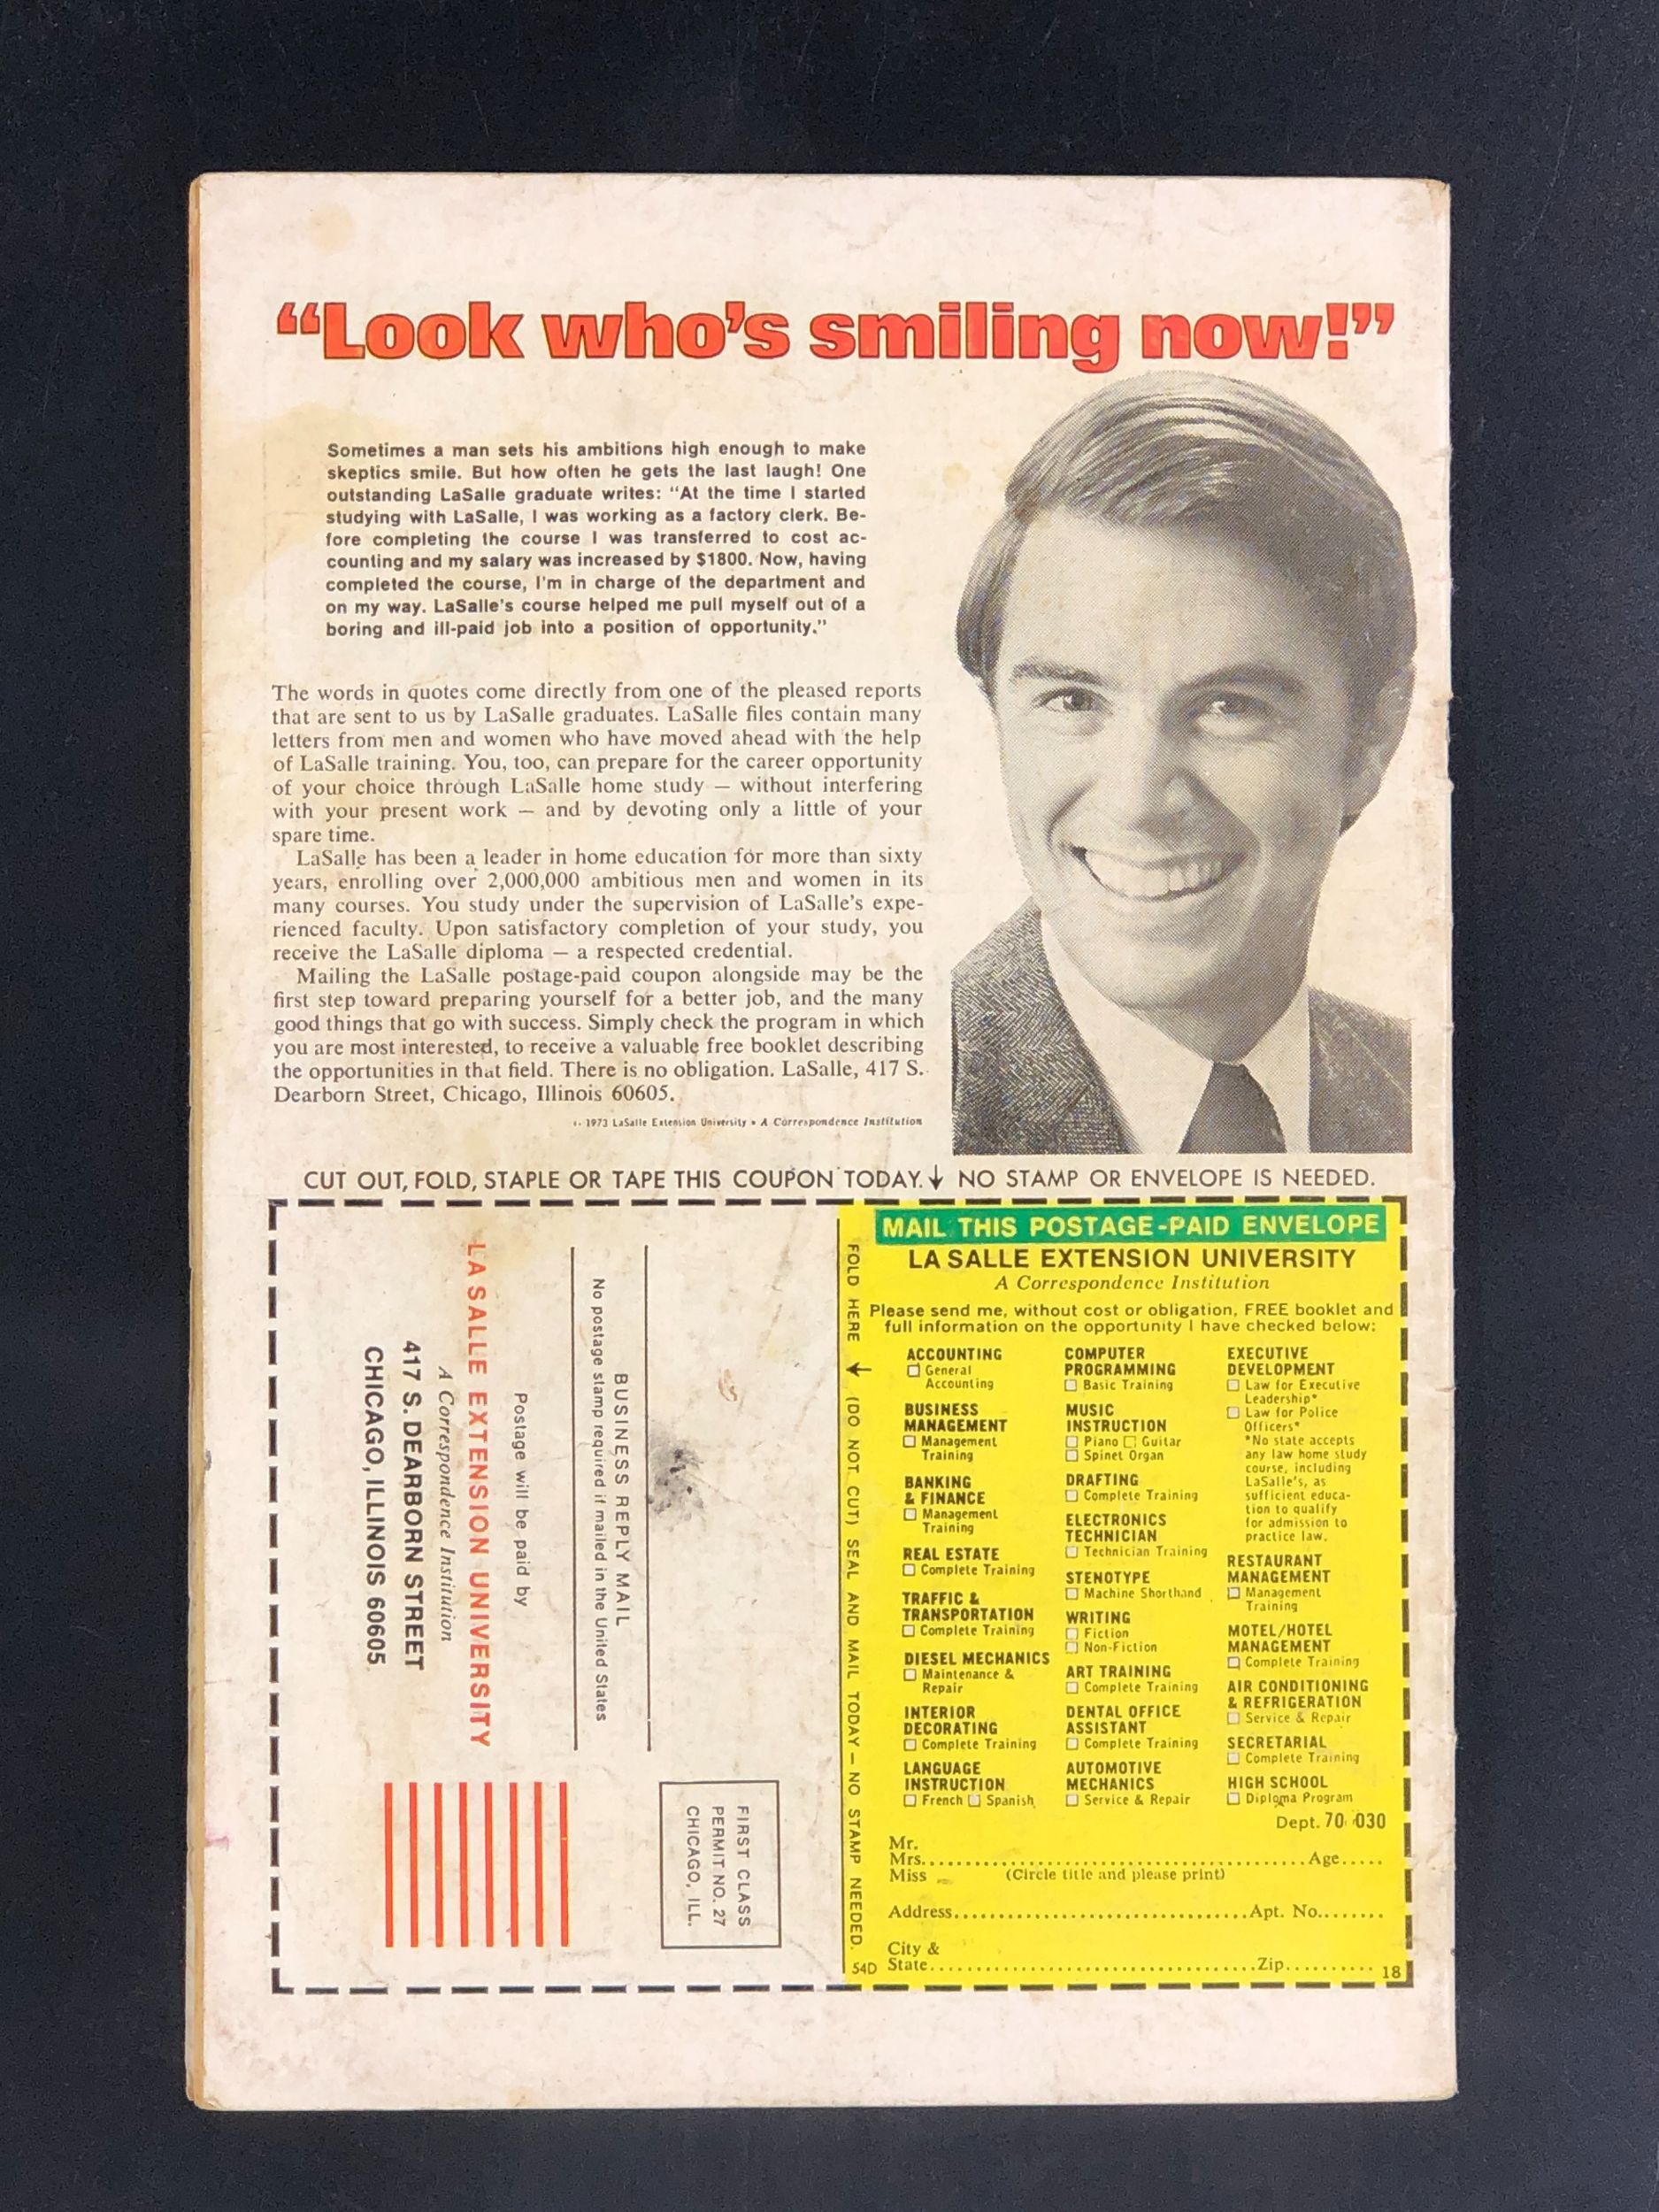 “Look who’s smiling now!”
Sometimes a man sets his ambitions high enough to make
skeptics smile. But how often he gets the last laugh! One
outstanding LaSalle graduate writes: “At the time I started
studying with LaSalle, I was working as a factory clerk. Be-
fore completing the course I was transferred to cost ac-
counting and my salary was increased by $1800. Now, having
completed the course, I’m in charge of the department and
on my way. LaSalle’s course helped me pull myself out of a
boring and ill-paid job into a position of opportunity.”
The words in quotes come directly from one of the pleased reports
that are sent to us by LaSalle graduates. LaSalle files contain many
letters from men and women who have moved ahead with the help
of LaSalle training. You, too, can prepare for the career opportunity
of your choice through LaSalle home study — without interfering
with your present work — and by devoting only a little of your
spare time.
LaSalle has been a leader in home education for more than sixty
years, enrolling over 2,000,000 ambitious men and women in its
many courses. You study under the supervision of LaSalle’s expe-
rienced faculty. Upon satisfactory completion of your study, you
receive the LaSalle diploma — a respected credential.
Mailing the LaSalle postage-paid coupon alongside may be the
first step toward preparing yourself for a better job, and the many
good things that go with success. Simply check the program in which
you are most interested, to receive a valuable free booklet describing
the opportunities in that field. There is no obligation. LaSalle, 417 S.
Dearborn Street, Chicago, Illinois 60605.
1973 LaSalle Extension University • A Correspondence Institution
CUT OUT, FOLD, STAPLE OR TAPE THIS COUPON TODAY. ↓ NO STAMP OR ENVELOPE IS NEEDED.
FIRST CLASS
PERMIT NO. 27
CHICAGO, ILL.
BUSINESS REPLY MAIL
No postage stamp required if mailed in the United States
Postage will be paid by
LA SALLE EXTENSION UNIVERSITY
A Correspondence Institution
417 S. DEARBORN STREET
CHICAGO, ILLINOIS 60605
FOLD HERE ← (DO NOT CUT) SEAL AND MAIL TODAY — NO STAMP NEEDED.
54D
MAIL THIS POSTAGE-PAID ENVELOPE
LA SALLE EXTENSION UNIVERSITY
A Correspondence Institution
Please send me, without cost or obligation, FREE booklet and
full information on the opportunity I have checked below:
ACCOUNTING
☐ General
Accounting
BUSINESS
MANAGEMENT
☐ Management
Training
BANKING
& FINANCE
☐ Management
Training
REAL ESTATE
☐ Complete Training
TRAFFIC &
TRANSPORTATION
☐ Complete Training
DIESEL MECHANICS
☐ Maintenance &
Repair
INTERIOR
DECORATING
☐ Complete Training
LANGUAGE
INSTRUCTION
☐ French ☐ Spanish
COMPUTER
PROGRAMMING
☐ Basic Training
MUSIC
INSTRUCTION
☐ Piano ☐ Guitar
☐ Spinet Organ
DRAFTING
☐ Complete Training
ELECTRONICS
TECHNICIAN
☐ Technician Training
STENOTYPE
☐ Machine Shorthand
WRITING
☐ Fiction
☐ Non-Fiction
ART TRAINING
☐ Complete Training
DENTAL OFFICE
ASSISTANT
☐ Complete Training
AUTOMOTIVE
MECHANICS
☐ Service & Repair
EXECUTIVE
DEVELOPMENT
☐ Law for Executive
Leadership*
☐ Law for Police
Officers*
*No state accepts
any law home study
course, including
LaSalle’s, as
sufficient educa-
tion to qualify
for admission to
practice law.
RESTAURANT
MANAGEMENT
☐ Management
Training
MOTEL/HOTEL
MANAGEMENT
☐ Complete Training
AIR CONDITIONING
& REFRIGERATION
☐ Service & Repair
SECRETARIAL
☐ Complete Training
HIGH SCHOOL
☐ Diploma Program
Dept. 70-030
Mr.
Mrs. Age
Miss (Circle title and please print)
Address Apt. No.
City &
State Zip
18